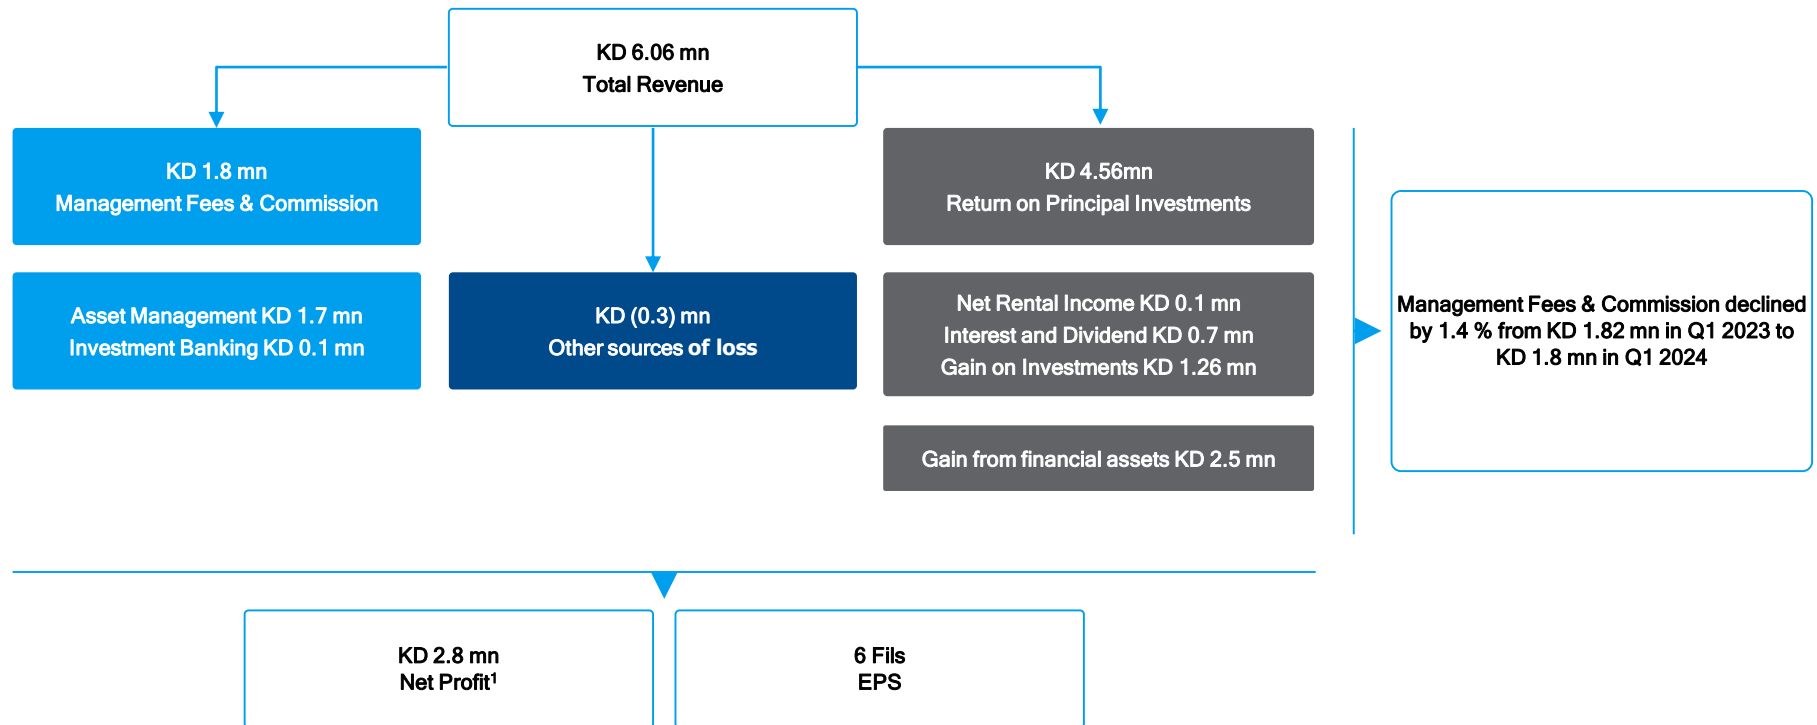 KD 6.06 mn
Total Revenue
KD 1.8 mn
Management Fees & Commission
KD 4.56mn
Return on Principal Investments
Asset Management KD 1.7 mn
Investment Banking KD 0.1 mn
KD (0.3) mn
Other sources of loss
Net Rental Income KD 0.1 mn
Interest and Dividend KD 0.7 mn
Gain on Investments KD 1.26 mn
Gain from financial assets KD 2.5 mn
Management Fees & Commission declined
by 1.4 % from KD 1.82 mn in Q1 2023 to
KD 1.8 mn in Q1 2024
KD 2.8 mn
Net Profit¹
6 Fils
EPS